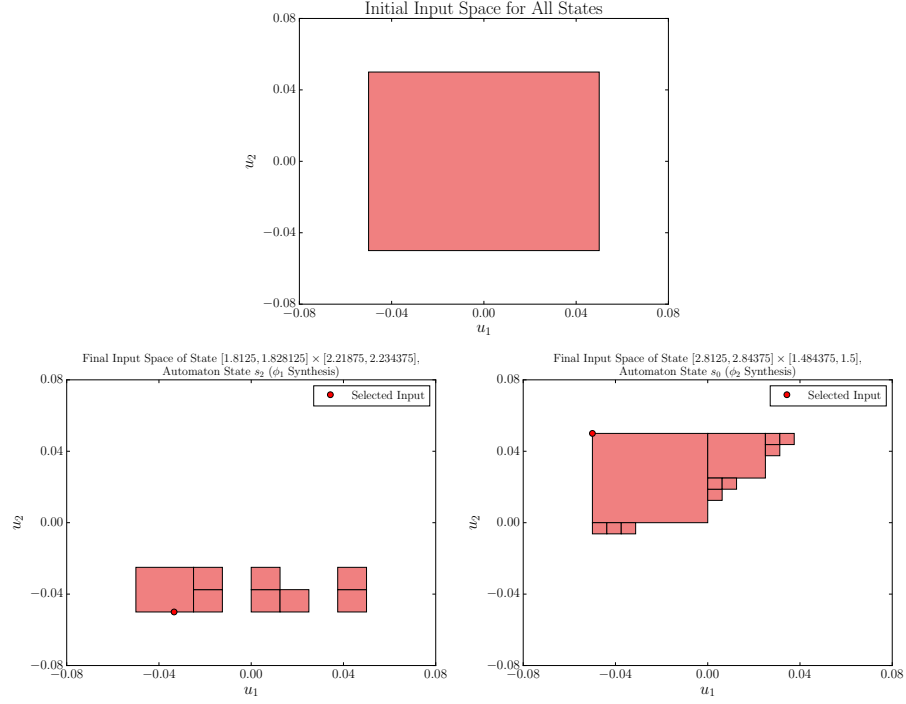 Initial Input Space for All States
0.08
0.04
0.00
−0.04
−0.08
u₂
−0.08
−0.04
0.00
0.04
0.08
u₁
Final Input Space of State [1.8125, 1.828125] × [2.21875, 2.234375],
Automaton State s₂ (ϕ₁ Synthesis)
Selected Input
0.08
0.04
0.00
−0.04
−0.08
u₂
−0.08
−0.04
0.00
0.04
0.08
u₁
Final Input Space of State [2.8125, 2.84375] × [1.484375, 1.5],
Automaton State s₀ (ϕ₂ Synthesis)
Selected Input
0.08
0.04
0.00
−0.04
−0.08
u₂
−0.08
−0.04
0.00
0.04
0.08
u₁